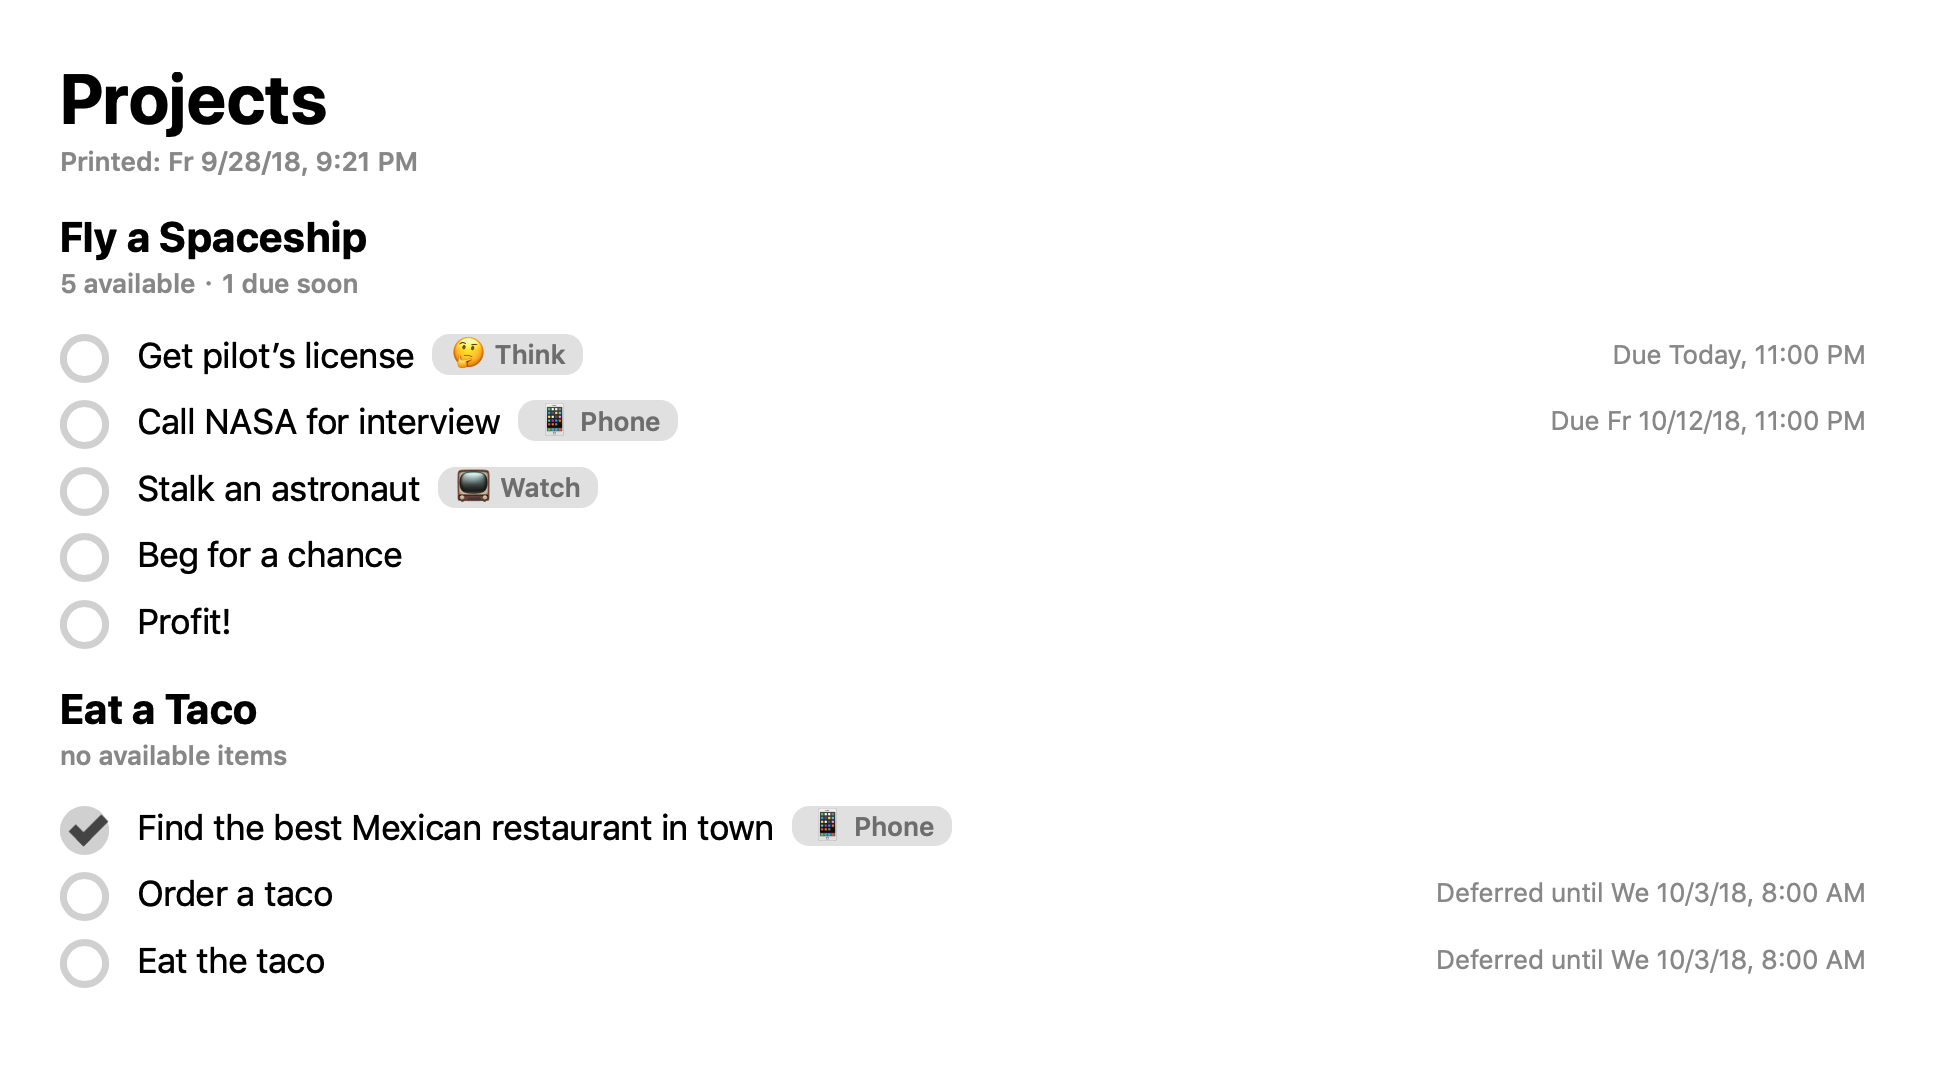 Projects
Printed: Fr 9/28/18, 9:21 PM
Fly a Spaceship
5 available · 1 due soon
Get pilot’s license 🤔 Think Due Today, 11:00 PM
Call NASA for interview 📱 Phone Due Fr 10/12/18, 11:00 PM
Stalk an astronaut 📺 Watch
Beg for a chance
Profit!
Eat a Taco
no available items
Find the best Mexican restaurant in town 📱 Phone
Order a taco Deferred until We 10/3/18, 8:00 AM
Eat the taco Deferred until We 10/3/18, 8:00 AM